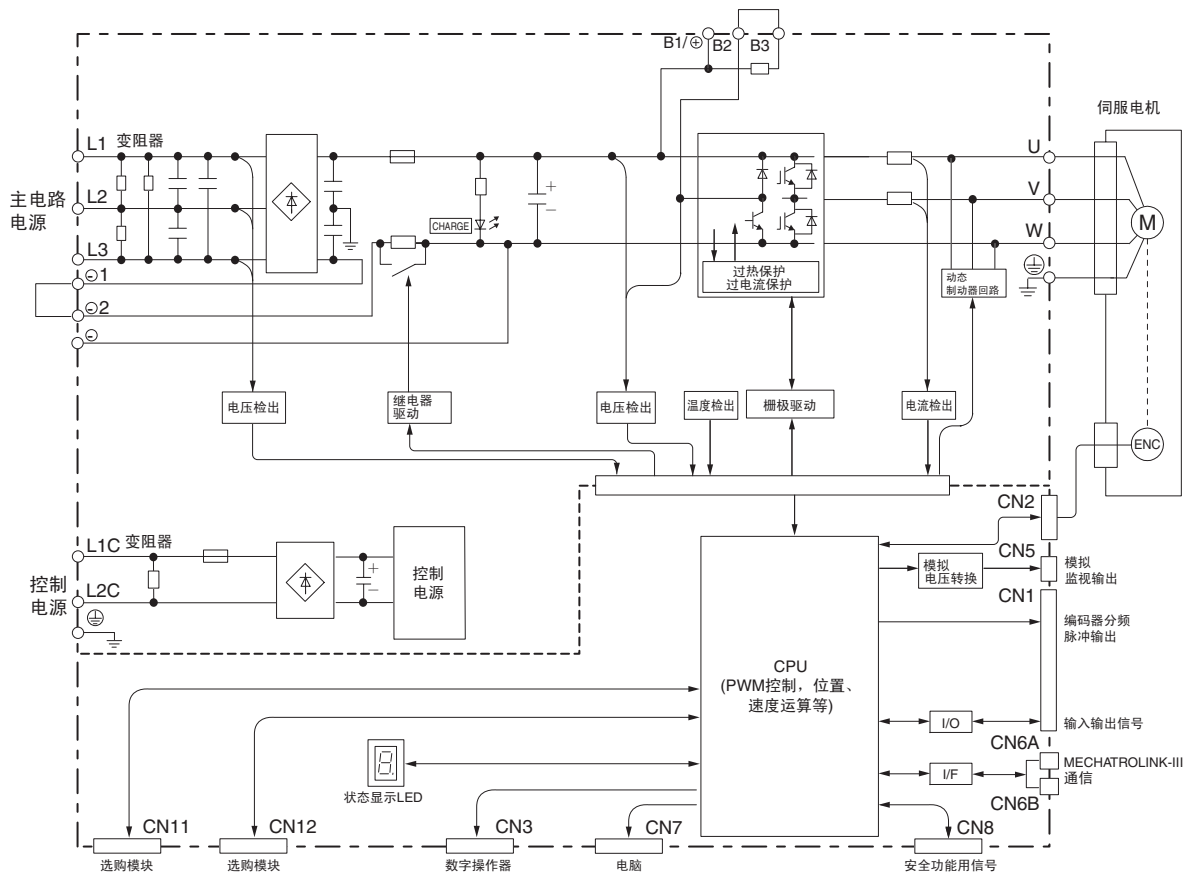 B1/⊕ B2 B3
伺服电机
L1 变阻器
U
主电路
电源
L2
V
M
CHARGE
W
L3
过热保护
过电流保护
动态
制动器回路
⊖1
⊖2
⊖
电压检出
继电器
驱动
电压检出
温度检出
栅极驱动
电流检出
ENC
CN2
L1C 变阻器
控制
电源
L2C
控制
电源
模拟
电压转换
CN5
模拟
监视输出
CN1
编码器分频
脉冲输出
CPU
(PWM控制，位置、
速度运算等)
I/O
输入输出信号
CN6A
I/F
MECHATROLINK-III
通信
CN6B
8.
状态显示LED
CN11
选购模块
CN12
选购模块
CN3
数字操作器
CN7
电脑
CN8
安全功能用信号